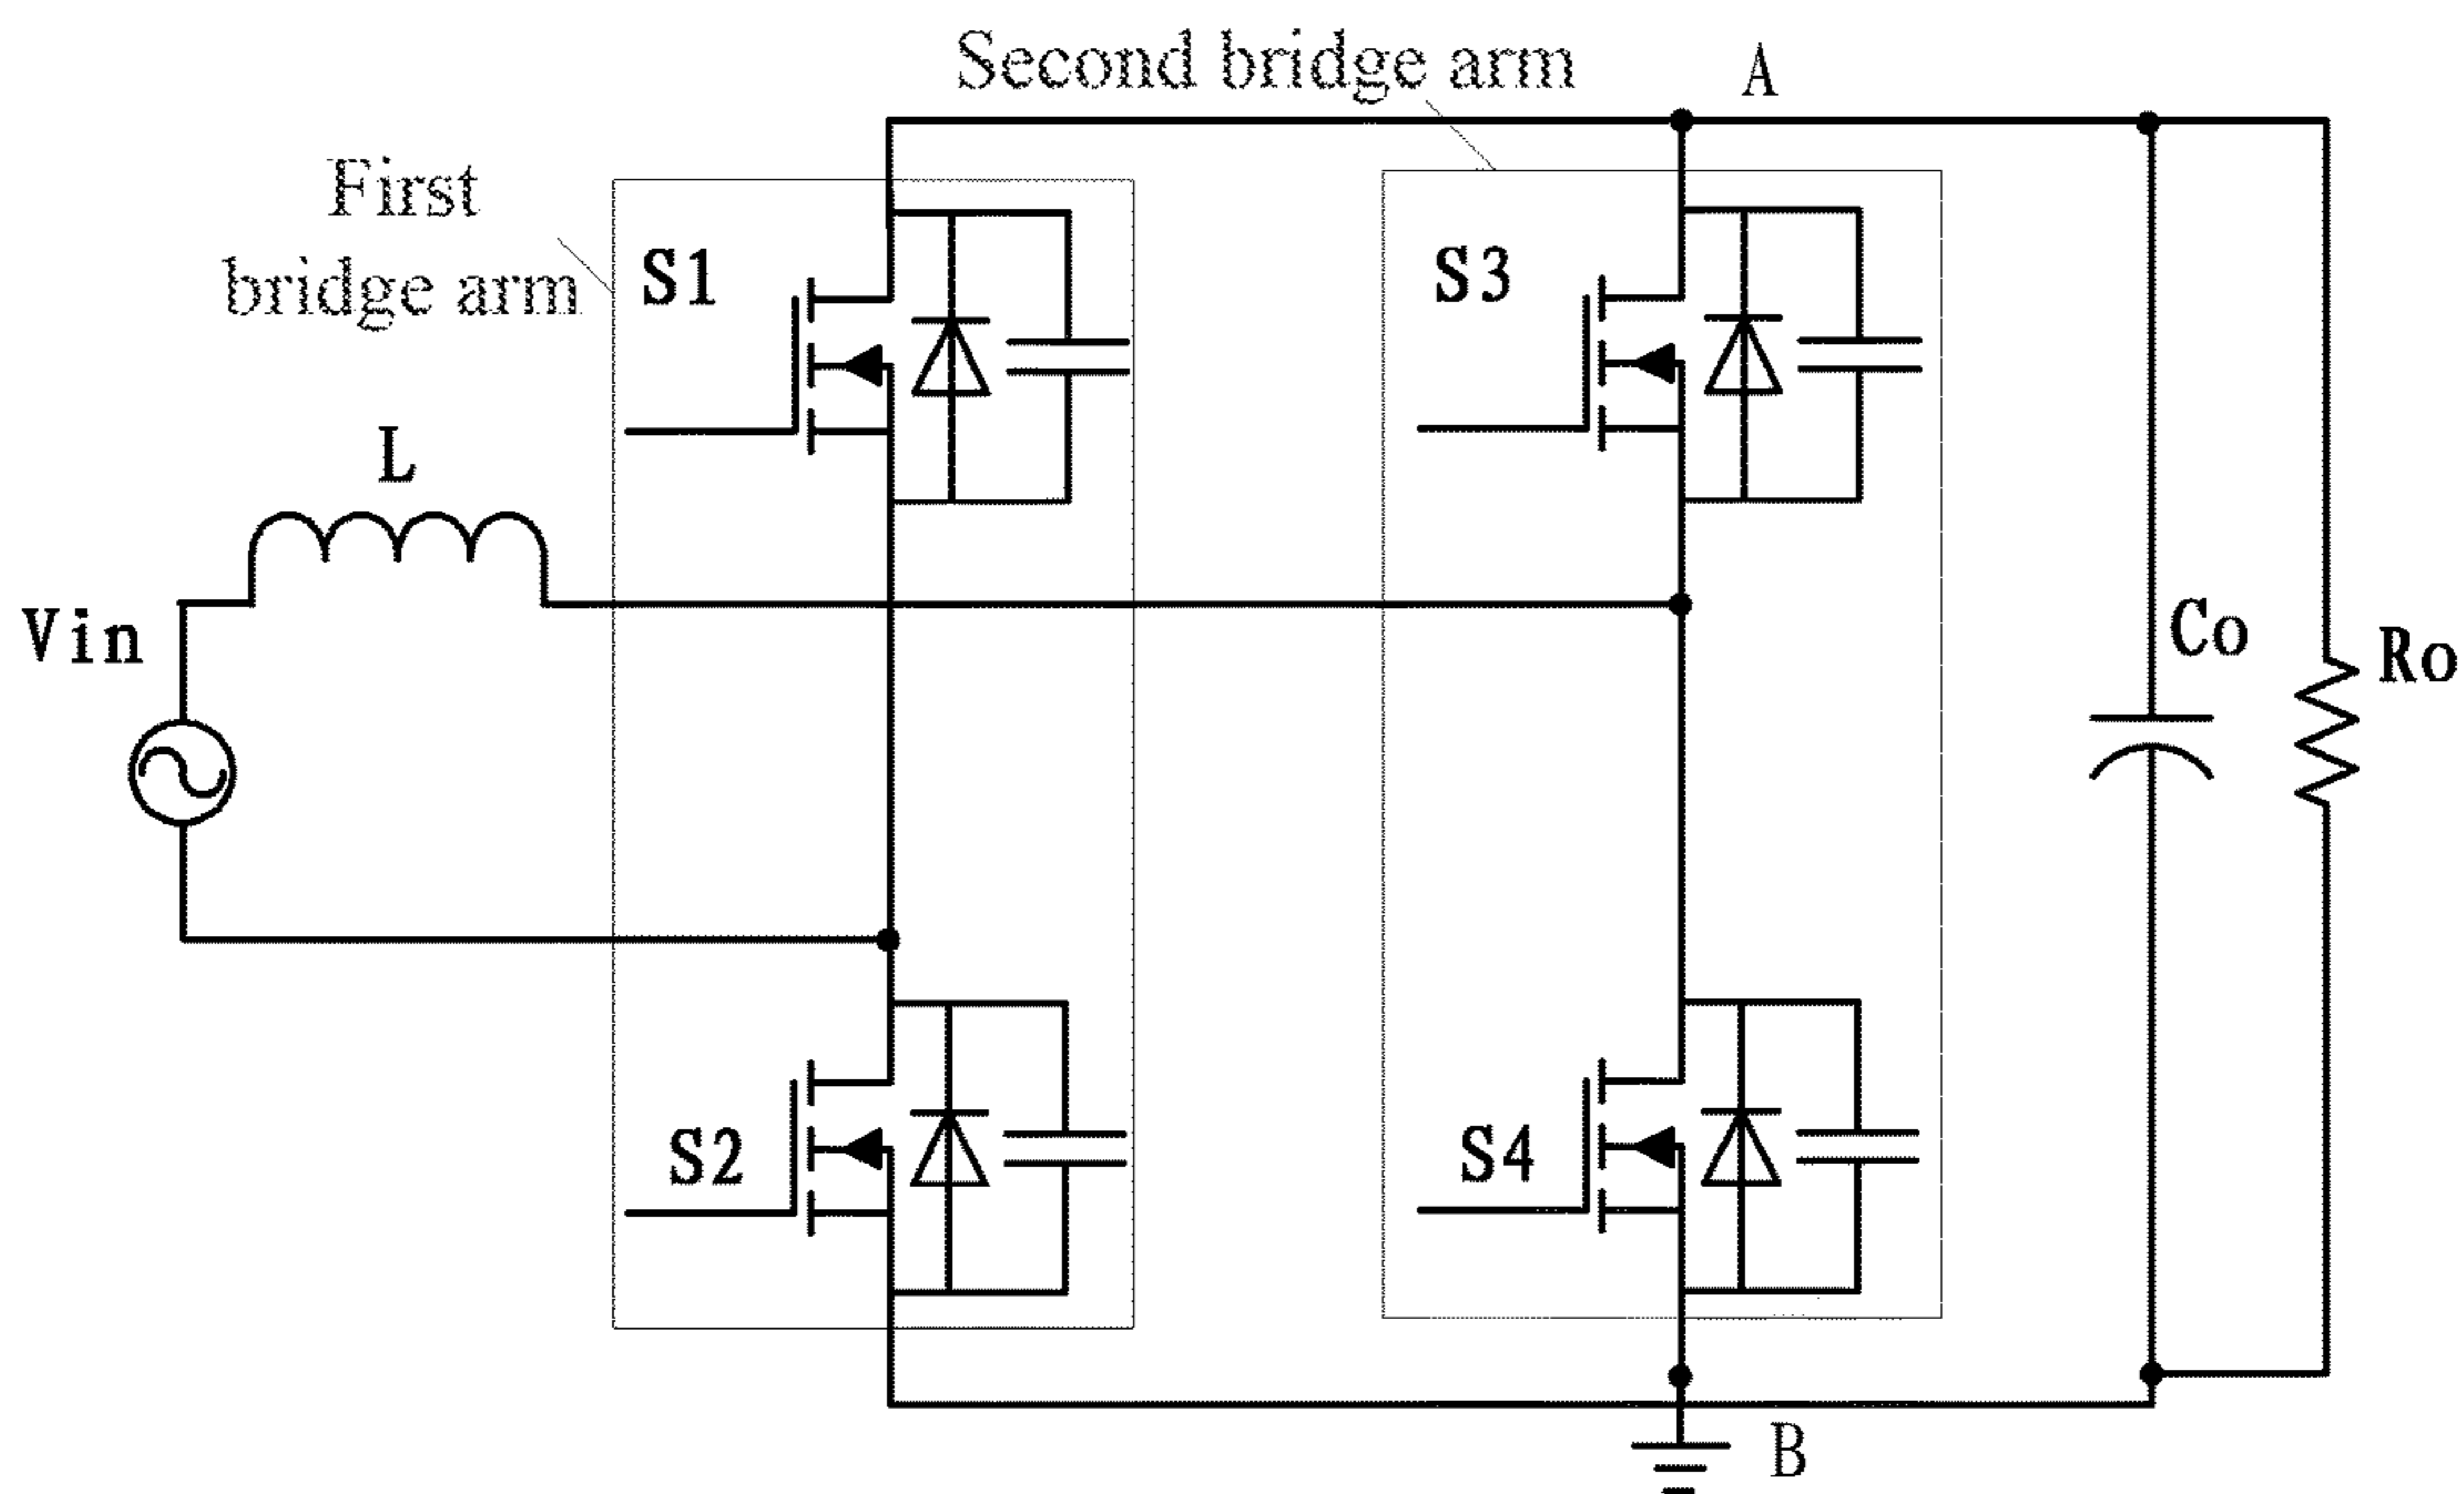 Second bridge arm
A
First
bridge arm
S1
S3
L
Vin
Co
Ro
S2
S4
B